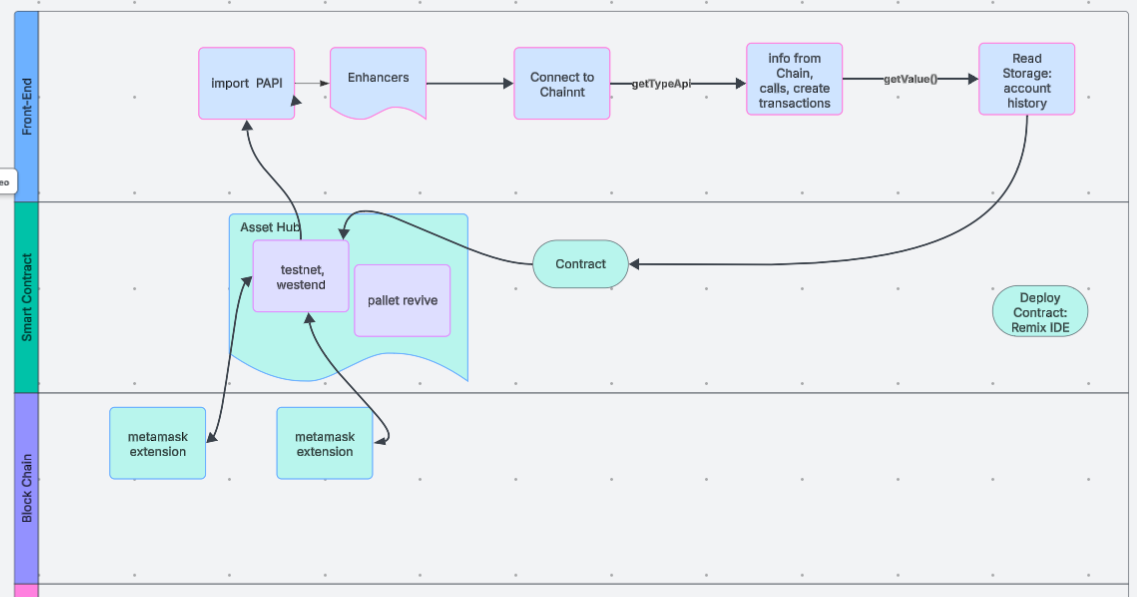 Front-End
import PAPI
Enhancers
Connect to
Chainnt
getTypeApi
info from
Chain,
calls, create
transactions
getValue()
Read
Storage:
account
history
Smart Contract
Asset Hub
testnet,
westend
pallet revive
Contract
Deploy
Contract:
Remix IDE
Block Chain
metamask
extension
metamask
extension